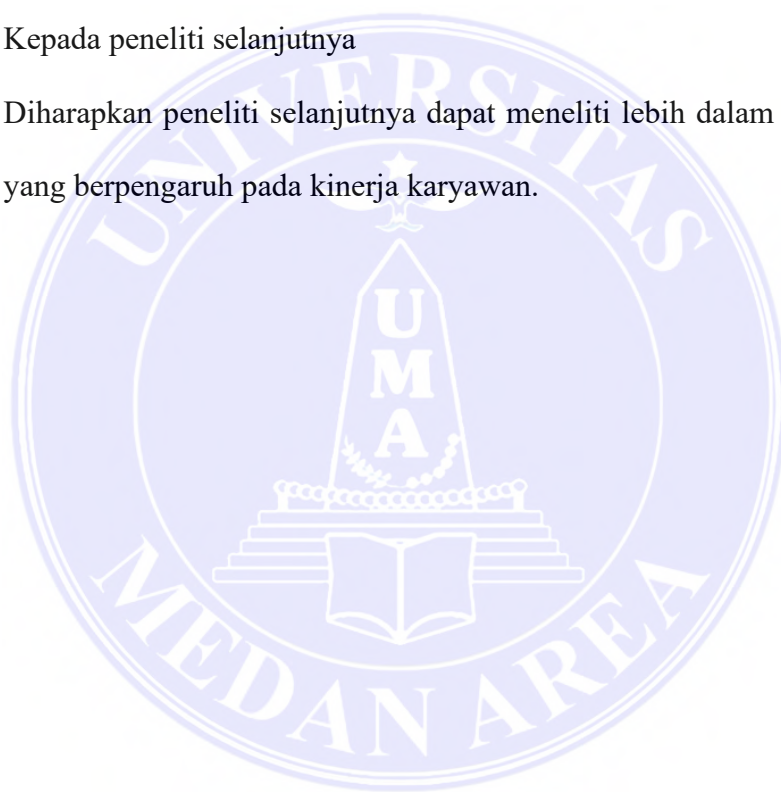 Kepada peneliti selanjutnya
Diharapkan peneliti selanjutnya dapat meneliti lebih dalam
yang berpengaruh pada kinerja karyawan.
UNIVERSITAS
U
M
A
MEDAN AREA